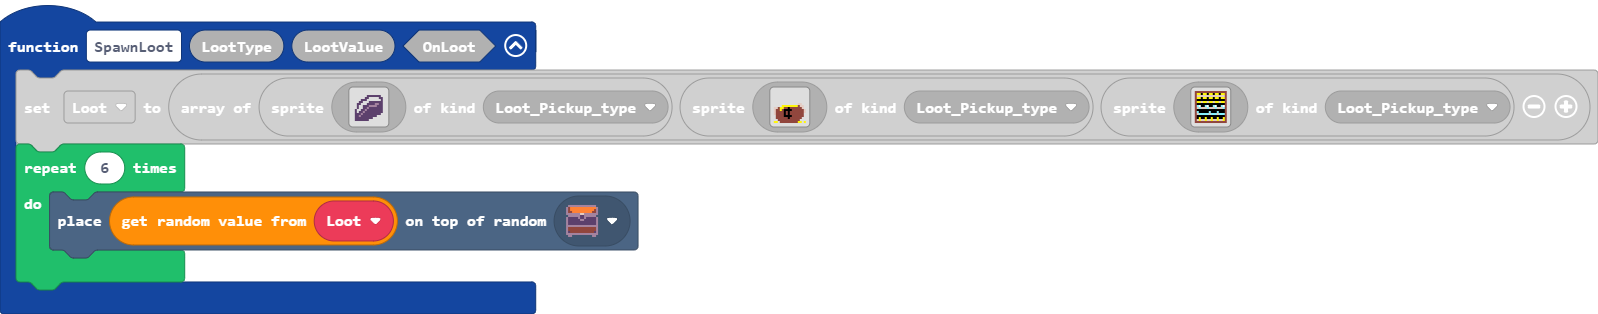 function SpawnLoot LootType LootValue OnLoot
set Loot to array of sprite of kind Loot_Pickup_type sprite of kind Loot_Pickup_type sprite of kind Loot_Pickup_type
repeat 6 times
do
place get random value from Loot on top of random